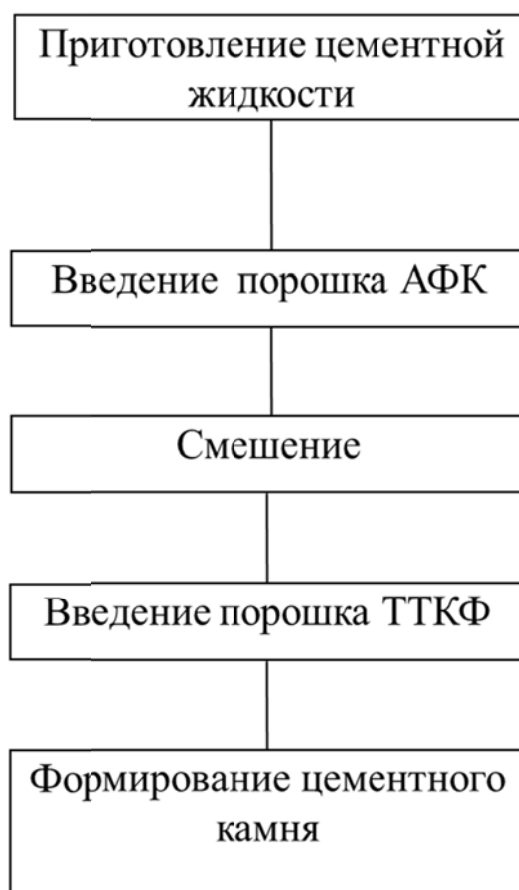 Приготовление цементной
жидкости
Введение порошка АФК
Смешение
Введение порошка ТТКФ
Формирование цементного
камня